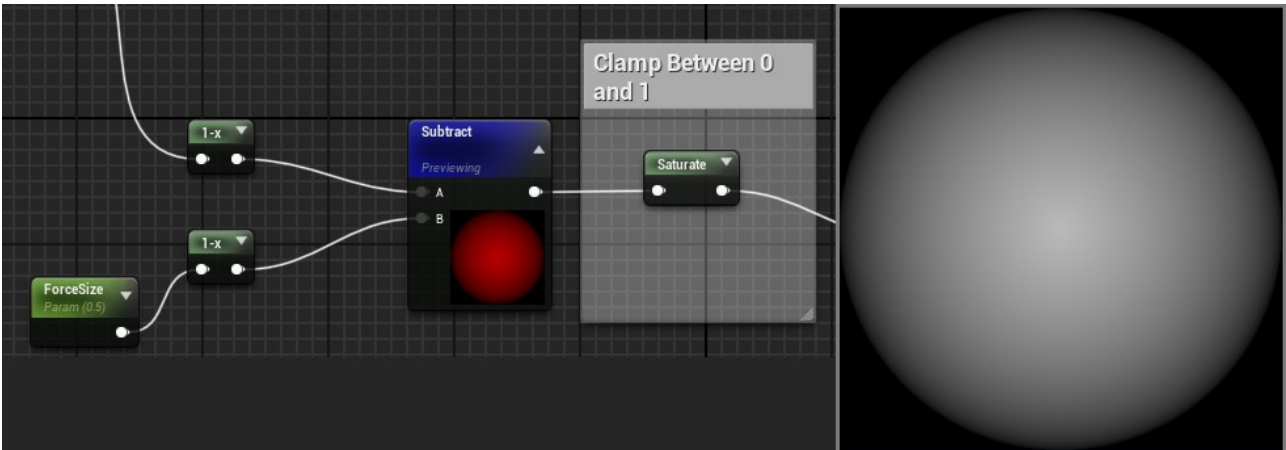 Clamp Between 0
and 1
1-x
Subtract
Previewing
A
B
Saturate
1-x
ForceSize
Param (0.5)